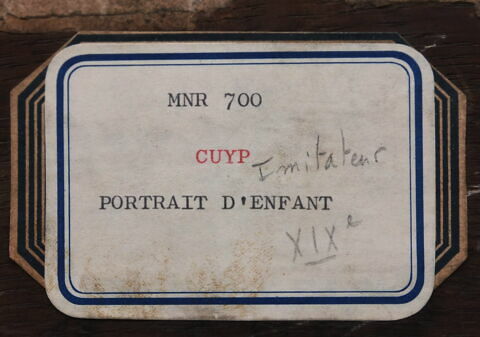 MNR 700
CUYP Imitateur
PORTRAIT D'ENFANT
XIXe